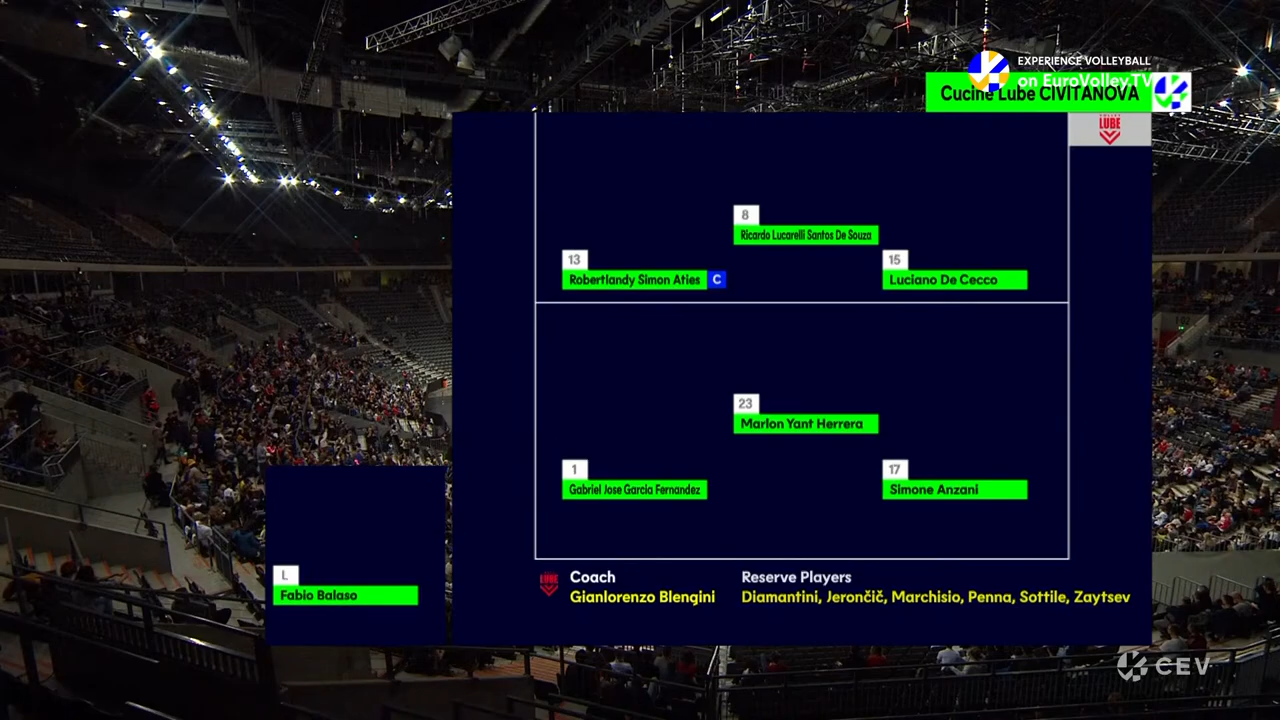 EXPERIENCE VOLLEYBALL
on EuroVolley.TV
Cucine Lube CIVITANOVA
LUBE
8
Ricardo Lucarelli Santos De Souza
13
Robertlandy Simon Aties C
15
Luciano De Cecco
23
Marlon Yant Herrera
1
Gabriel Jose Garcia Fernandez
17
Simone Anzani
L
Fabio Balaso
LUBE
Coach
Gianlorenzo Blengini
Reserve Players
Diamantini, Jerončič, Marchisio, Penna, Sottile, Zaytsev
CEV